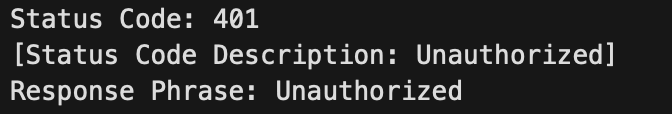 Status Code: 401
[Status Code Description: Unauthorized]
Response Phrase: Unauthorized